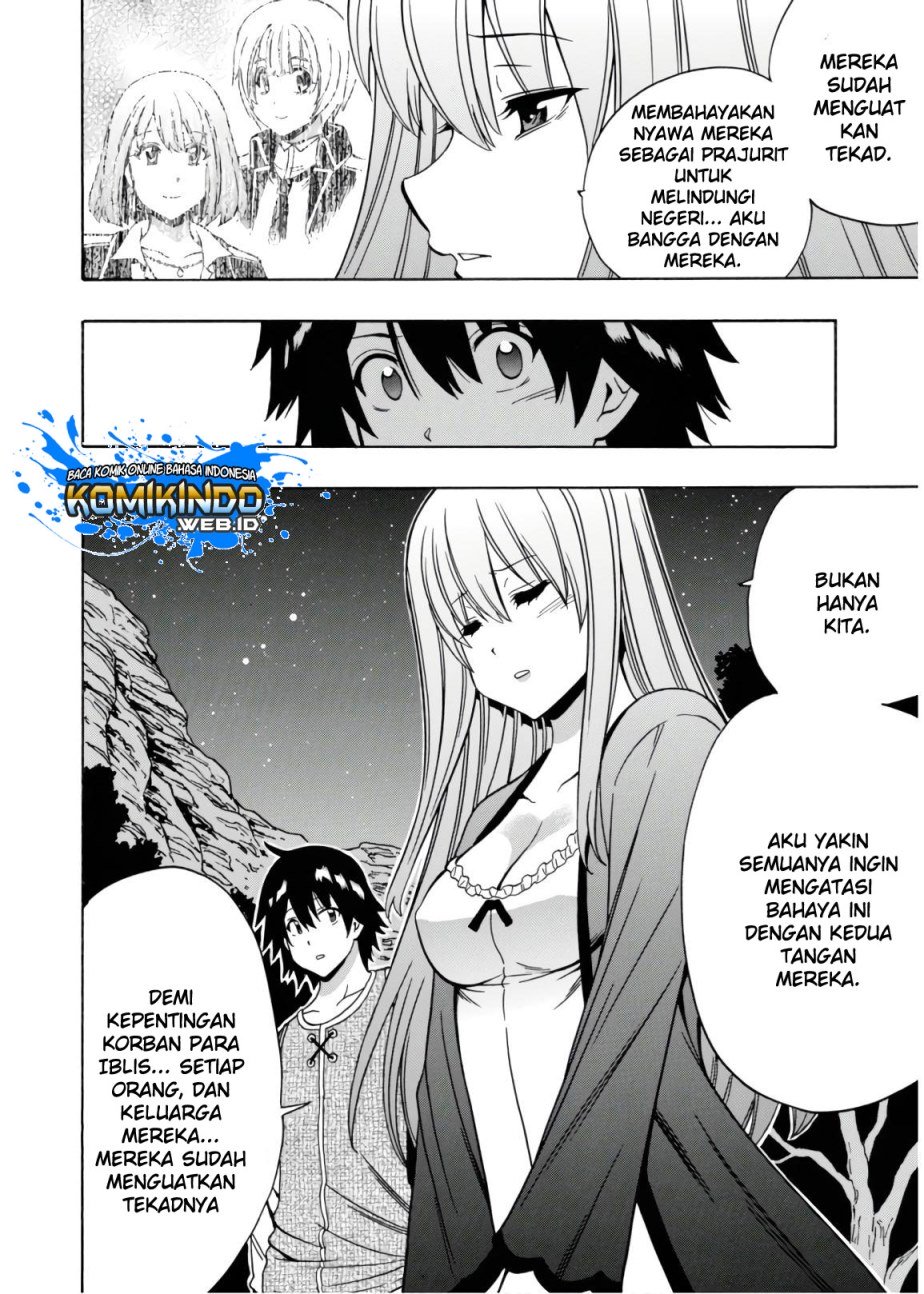 MEREKA
SUDAH
MENGUAT
KAN
TEKAD.
MEMBAHAYAKAN
NYAWA MEREKA
SEBAGAI PRAJURIT
UNTUK
MELINDUNGI
NEGERI... AKU
BANGGA DENGAN
MEREKA.
BACA KOMIK ONLINE BAHASA INDONESIA
KOMIKINDO
WEB.ID
BUKAN
HANYA
KITA.
AKU YAKIN
SEMUANYA INGIN
MENGATASI
BAHAYA INI
DENGAN KEDUA
TANGAN
MEREKA.
DEMI
KEPENTINGAN
KORBAN PARA
IBLIS... SETIAP
ORANG, DAN
KELUARGA
MEREKA...
MEREKA SUDAH
MENGUATKAN
TEKADNYA